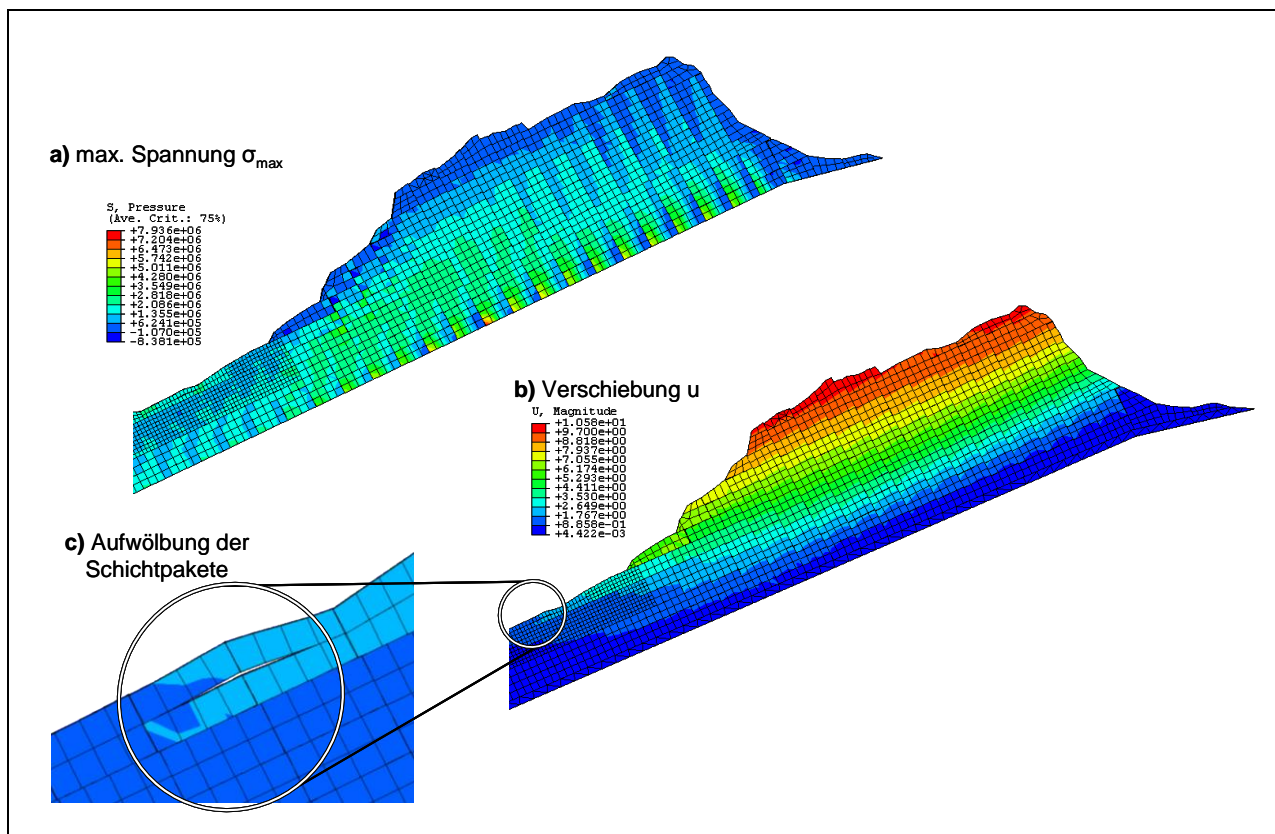 a) max. Spannung σmax
S, Pressure
(Ave. Crit.: 75%)
+7.936e+06
+7.204e+06
+6.473e+06
+5.742e+06
+5.011e+06
+4.280e+06
+3.549e+06
+2.818e+06
+2.086e+06
+1.355e+06
+6.241e+05
-1.070e+05
-8.381e+05
b) Verschiebung u
U, Magnitude
+1.058e+01
+9.700e+00
+8.818e+00
+7.937e+00
+7.055e+00
+6.174e+00
+5.293e+00
+4.411e+00
+3.530e+00
+2.649e+00
+1.767e+00
+8.858e-01
+4.422e-03
c) Aufwölbung der
Schichtpakete